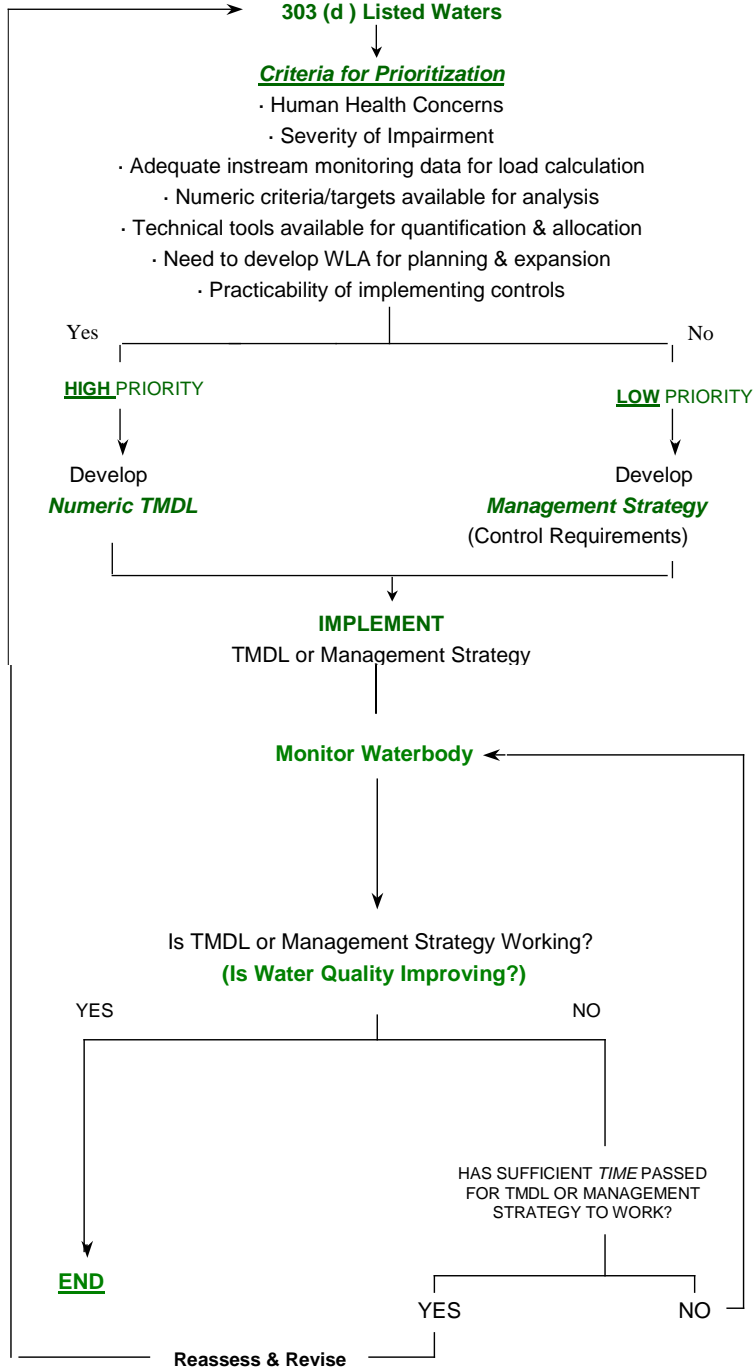 303 (d ) Listed Waters
Criteria for Prioritization
· Human Health Concerns
· Severity of Impairment
· Adequate instream monitoring data for load calculation
· Numeric criteria/targets available for analysis
· Technical tools available for quantification & allocation
· Need to develop WLA for planning & expansion
· Practicability of implementing controls
Yes
No
HIGH PRIORITY
LOW PRIORITY
Develop
Numeric TMDL
Develop
Management Strategy
(Control Requirements)
IMPLEMENT
TMDL or Management Strategy
Monitor Waterbody
Is TMDL or Management Strategy Working?
(Is Water Quality Improving?)
YES
NO
HAS SUFFICIENT TIME PASSED
FOR TMDL OR MANAGEMENT
STRATEGY TO WORK?
END
YES
NO
Reassess & Revise